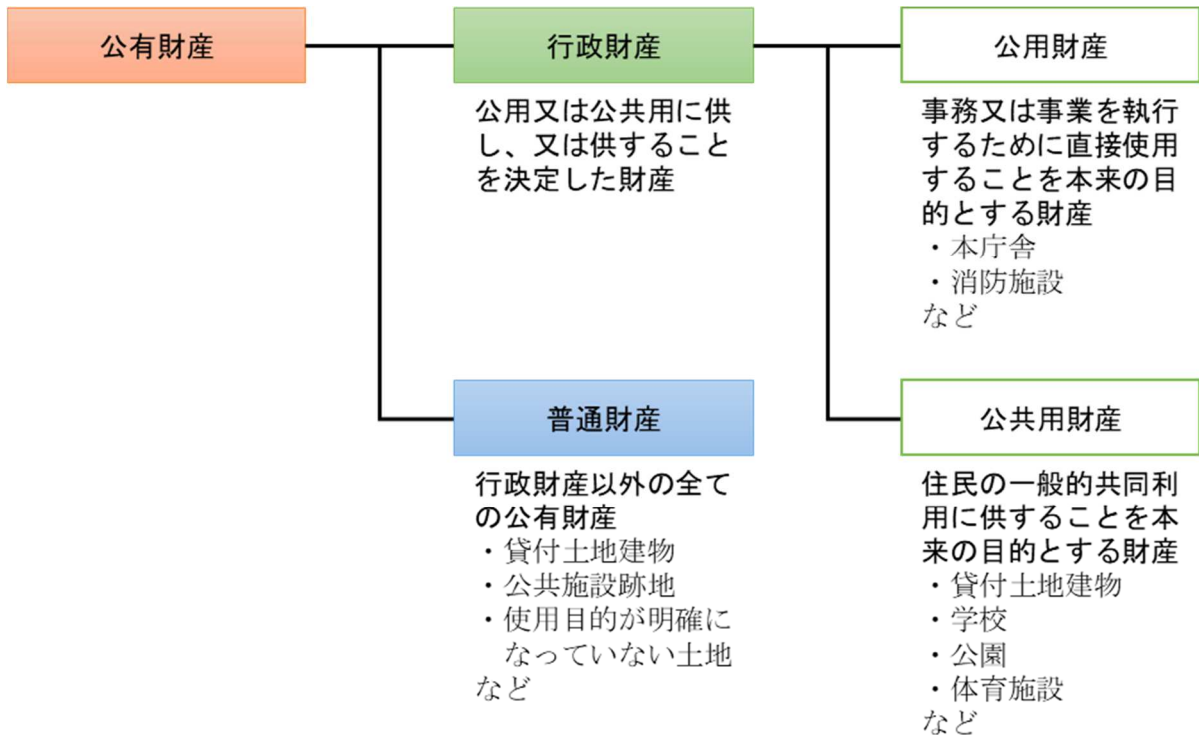 公有財産
行政財産
公用又は公共用に供
し、又は供すること
を決定した財産
公用財産
事務又は事業を執行
するために直接使用
することを本来の目
的とする財産
・本庁舎
・消防施設
など
普通財産
行政財産以外の全て
の公有財産
・貸付土地建物
・公共施設跡地
・使用目的が明確に
なっていない土地
など
公共用財産
住民の一般的共同利
用に供することを本
来の目的とする財産
・貸付土地建物
・学校
・公園
・体育施設
など